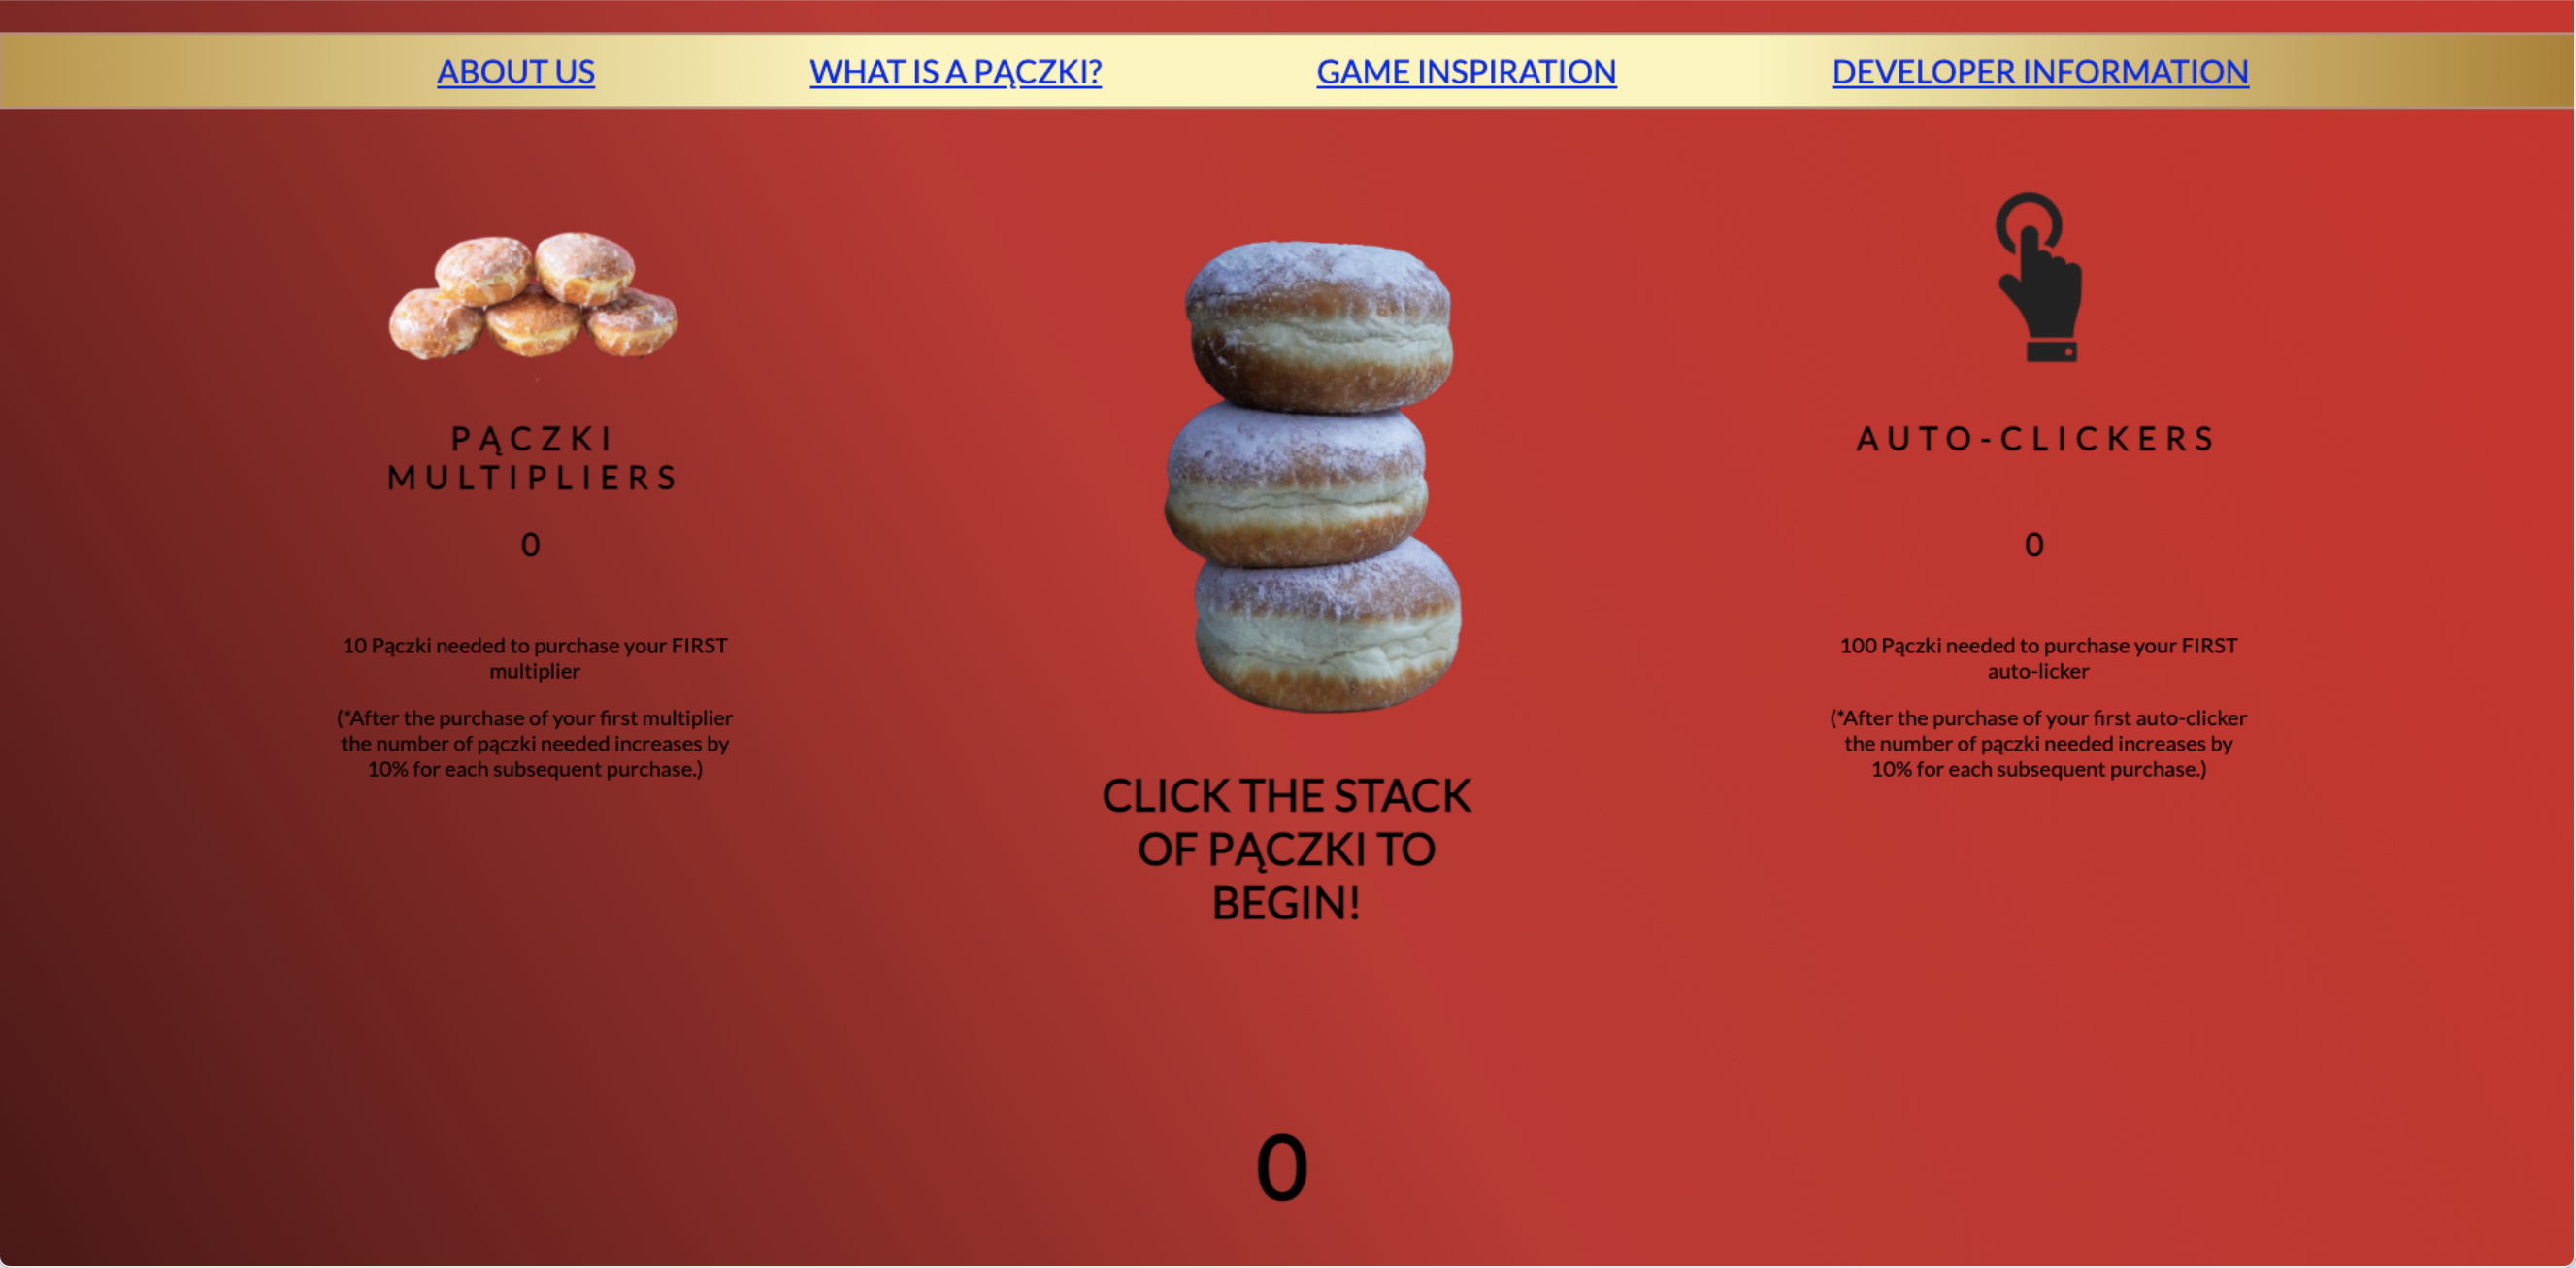 ABOUT US
WHAT IS A PĄCZKI?
GAME INSPIRATION
DEVELOPER INFORMATION
PĄCZKI
MULTIPLIERS
0
10 Pączki needed to purchase your FIRST
multiplier
(*After the purchase of your first multiplier
the number of pączki needed increases by
10% for each subsequent purchase.)
CLICK THE STACK
OF PĄCZKI TO
BEGIN!
0
AUTO-CLICKERS
0
100 Pączki needed to purchase your FIRST
auto-licker
(*After the purchase of your first auto-clicker
the number of pączki needed increases by
10% for each subsequent purchase.)